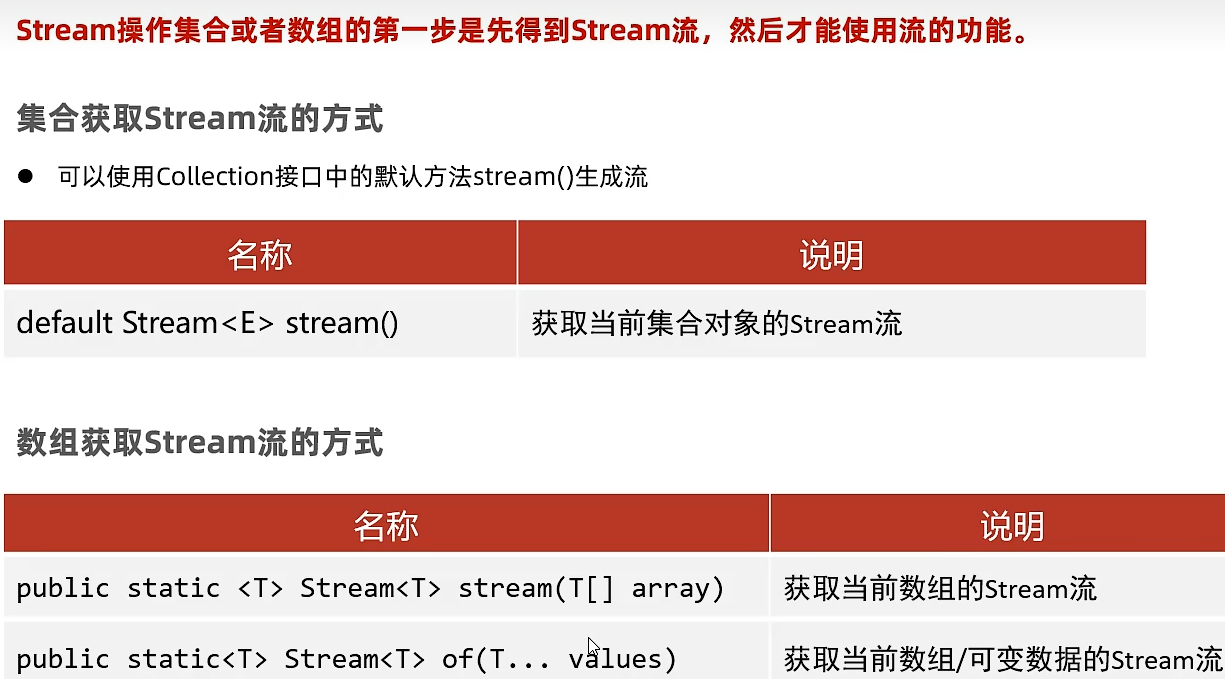 Stream操作集合或者数组的第一步是先得到Stream流，然后才能使用流的功能。
集合获取Stream流的方式
● 可以使用Collection接口中的默认方法stream()生成流
名称 说明
default Stream<E> stream() 获取当前集合对象的Stream流
数组获取Stream流的方式
名称 说明
public static <T> Stream<T> stream(T[] array) 获取当前数组的Stream流
public static<T> Stream<T> of(T... values) 获取当前数组/可变数据的Stream流